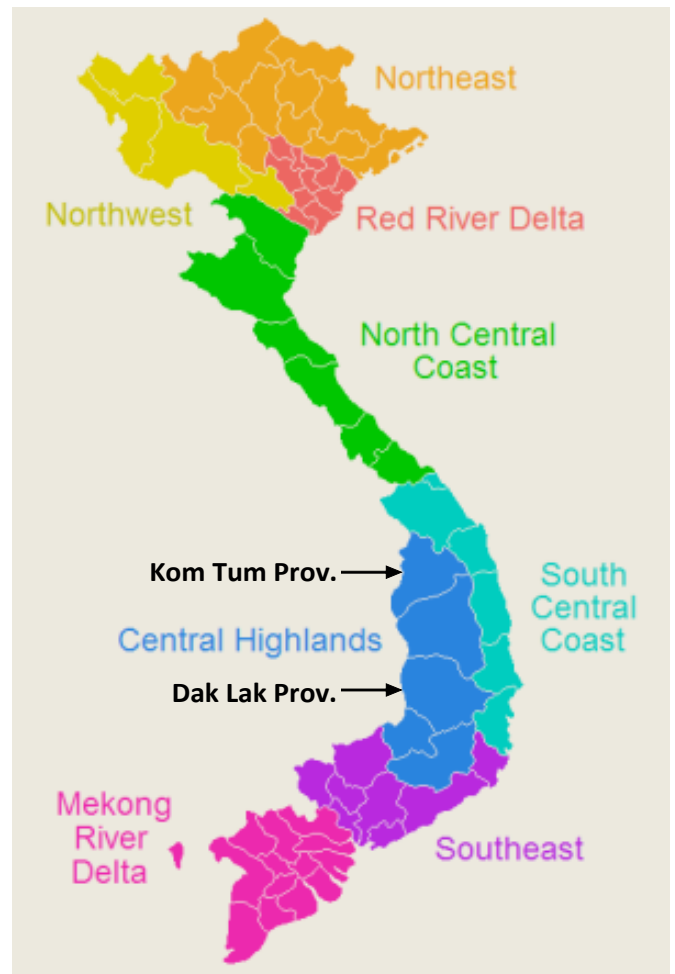 Northeast
Northwest
Red River Delta
North Central
Coast
Kom Tum Prov.
South
Central
Coast
Central Highlands
Dak Lak Prov.
Mekong
River
Delta
Southeast